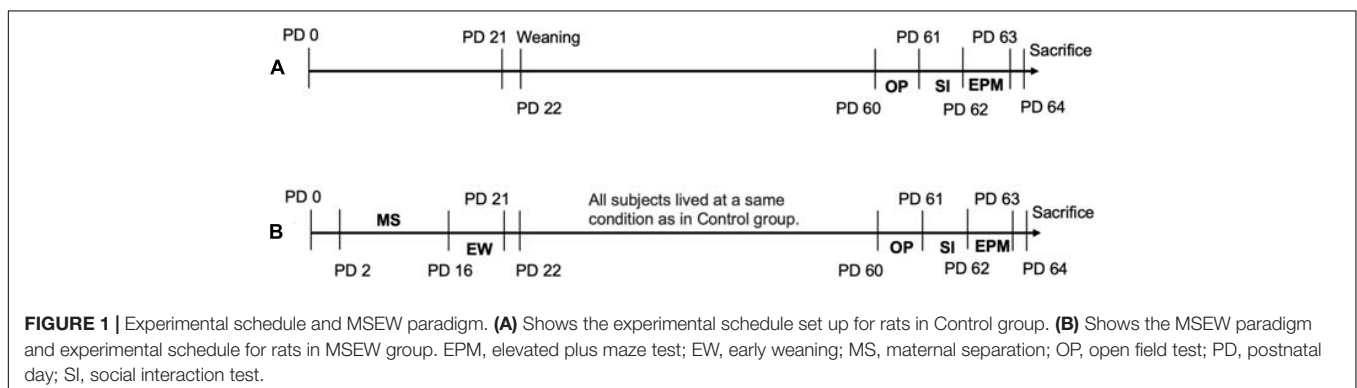 PD 0
PD 21 Weaning
PD 61
PD 63
Sacrifice
A
OP
SI
EPM
PD 22
PD 60
PD 62
PD 64
PD 0
PD 21
All subjects lived at a same
condition as in Control group.
PD 61
PD 63
Sacrifice
MS
B
EW
OP
SI
EPM
PD 2
PD 16
PD 22
PD 60
PD 62
PD 64
FIGURE 1 | Experimental schedule and MSEW paradigm. (A) Shows the experimental schedule set up for rats in Control group. (B) Shows the MSEW paradigm
and experimental schedule for rats in MSEW group. EPM, elevated plus maze test; EW, early weaning; MS, maternal separation; OP, open field test; PD, postnatal
day; SI, social interaction test.